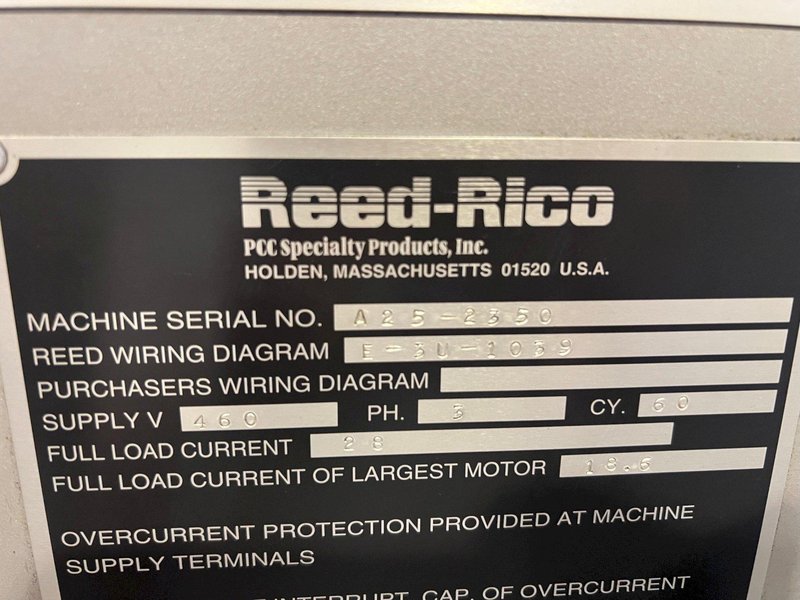 Reed-Rico
PCC Specialty Products, Inc.
HOLDEN, MASSACHUSETTS 01520 U.S.A.
MACHINE SERIAL NO. A25-2350
REED WIRING DIAGRAM E-3U-1039
PURCHASERS WIRING DIAGRAM
SUPPLY V 460 PH. 3 CY. 60
FULL LOAD CURRENT 28
FULL LOAD CURRENT OF LARGEST MOTOR 18.6
OVERCURRENT PROTECTION PROVIDED AT MACHINE
SUPPLY TERMINALS
INTERRUPT. CAP. OF OVERCURRENT